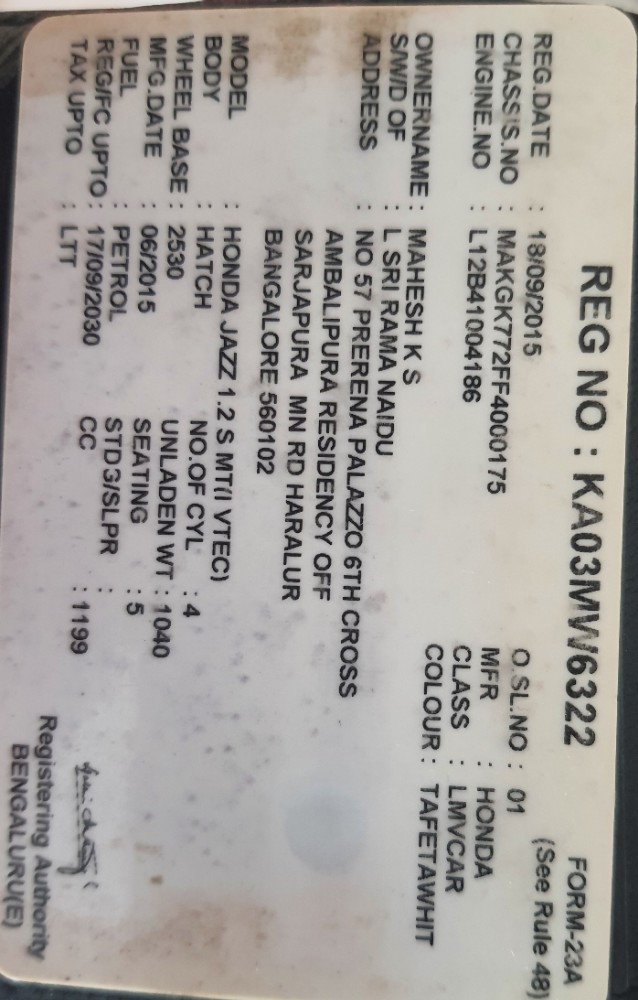 FORM-23A
REG NO : KA03MW6322 (See Rule 48)
REG.DATE : 18/09/2015 O.SL.NO : 01
CHASSIS.NO : MAKGK772FF4000175 MFR : HONDA
ENGINE.NO : L12B41004186 CLASS : LMVCAR
COLOUR : TAFETAWHIT
OWNERNAME : MAHESH K S
S/W/D OF : L SRI RAMA NAIDU
ADDRESS : NO 57 PRERENA PALAZZO 6TH CROSS
AMBALIPURA RESIDENCY OFF
SARJAPURA MN RD HARALUR
BANGALORE 560102
MODEL : HONDA JAZZ 1.2 S MT(I VTEC)
BODY : HATCH NO.OF CYL : 4
WHEEL BASE : 2530 UNLADEN WT : 1040
MFG.DATE : 06/2015 SEATING : 5
FUEL : PETROL STD3/SLPR :
REG/FC UPTO : 17/09/2030 CC : 1199
TAX UPTO : LTT
Registering Authority
BENGALURU(E)